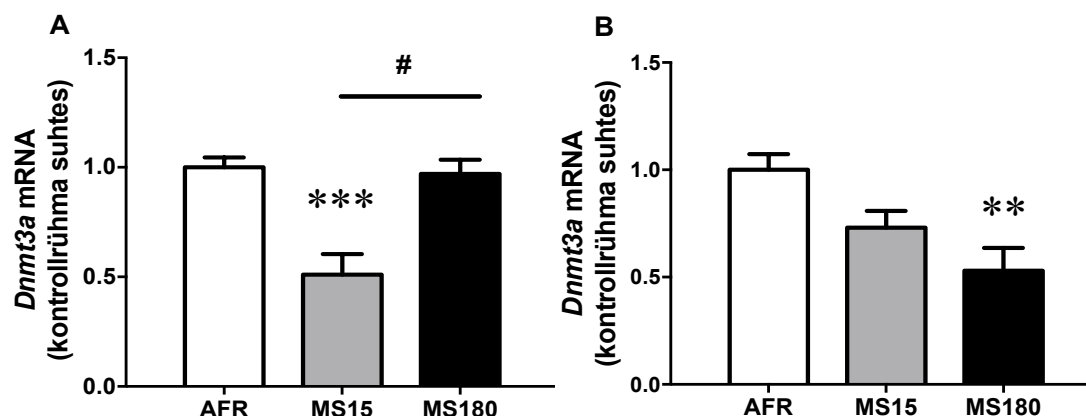 A
Dnmt3a mRNA
(kontrollrühma suhtes)
1.5
1.0
0.5
0.0
#
***
AFR MS15 MS180
B
Dnmt3a mRNA
(kontrollrühma suhtes)
1.5
1.0
0.5
0.0
**
AFR MS15 MS180